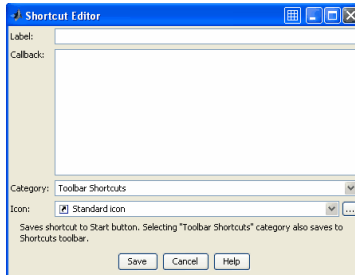 Shortcut Editor
Label:
Callback:
Category: Toolbar Shortcuts
Icon: Standard icon ...
Saves shortcut to Start button. Selecting "Toolbar Shortcuts" category also saves to
Shortcuts toolbar.
Save Cancel Help